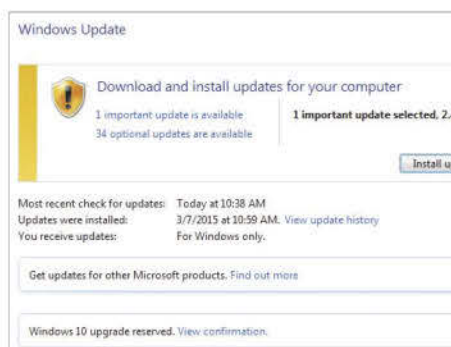 Windows Update
Download and install updates for your computer
1 important update is available
34 optional updates are available
1 important update selected, 2.
Install u
Most recent check for updates: Today at 10:38 AM
Updates were installed: 3/7/2015 at 10:59 AM. View update history
You receive updates: For Windows only.
Get updates for other Microsoft products. Find out more
Windows 10 upgrade reserved. View confirmation.